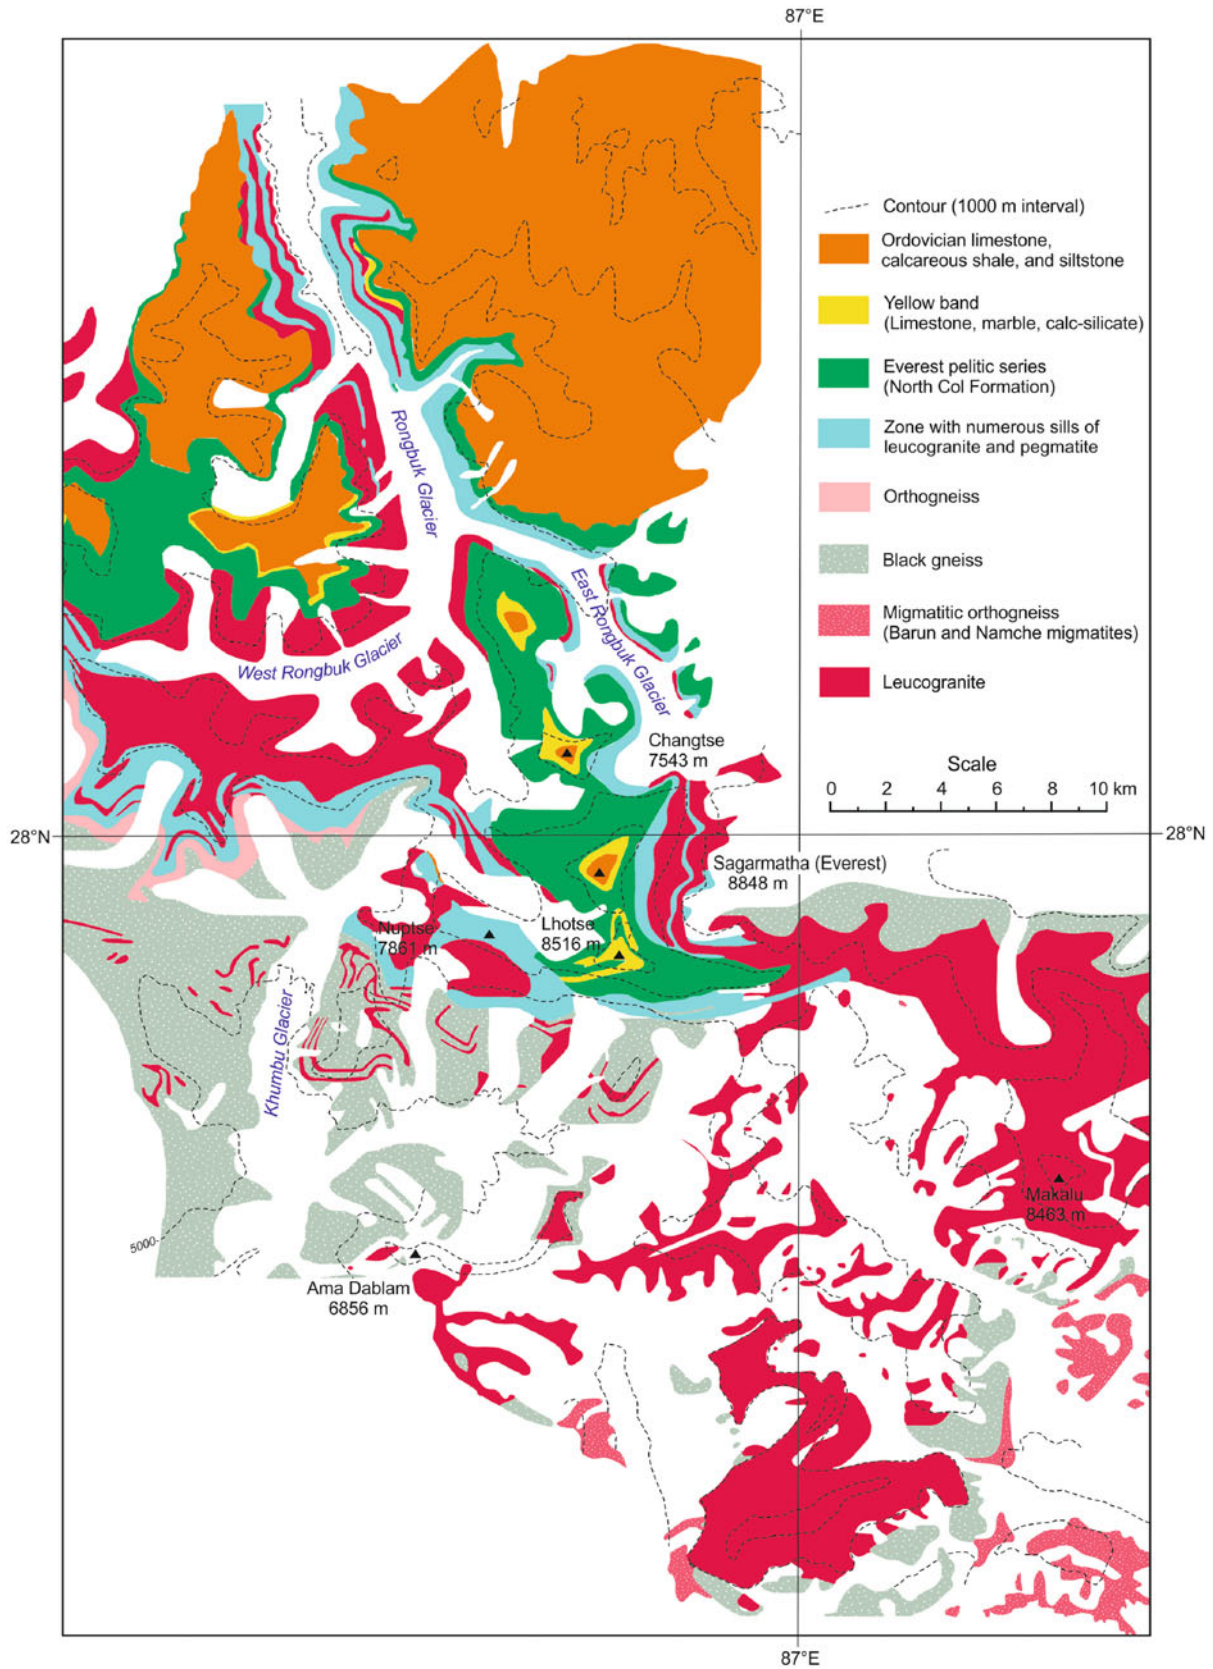 87°E
Contour (1000 m interval)
Ordovician limestone,
calcareous shale, and siltstone
Yellow band
(Limestone, marble, calc-silicate)
Everest pelitic series
(North Col Formation)
Zone with numerous sills of
leucogranite and pegmatite
Orthogneiss
Black gneiss
Migmatitic orthogneiss
(Barun and Namche migmatites)
Leucogranite
Scale
0 2 4 6 8 10 km
Rongbuk Glacier
East Rongbuk Glacier
West Rongbuk Glacier
Changtse
7543 m
28°N
28°N
Sagarmatha (Everest)
8848 m
Nuptse
7861 m
Lhotse
8516 m
Khumbu Glacier
Makalu
8463 m
5000
Ama Dablam
6856 m
87°E